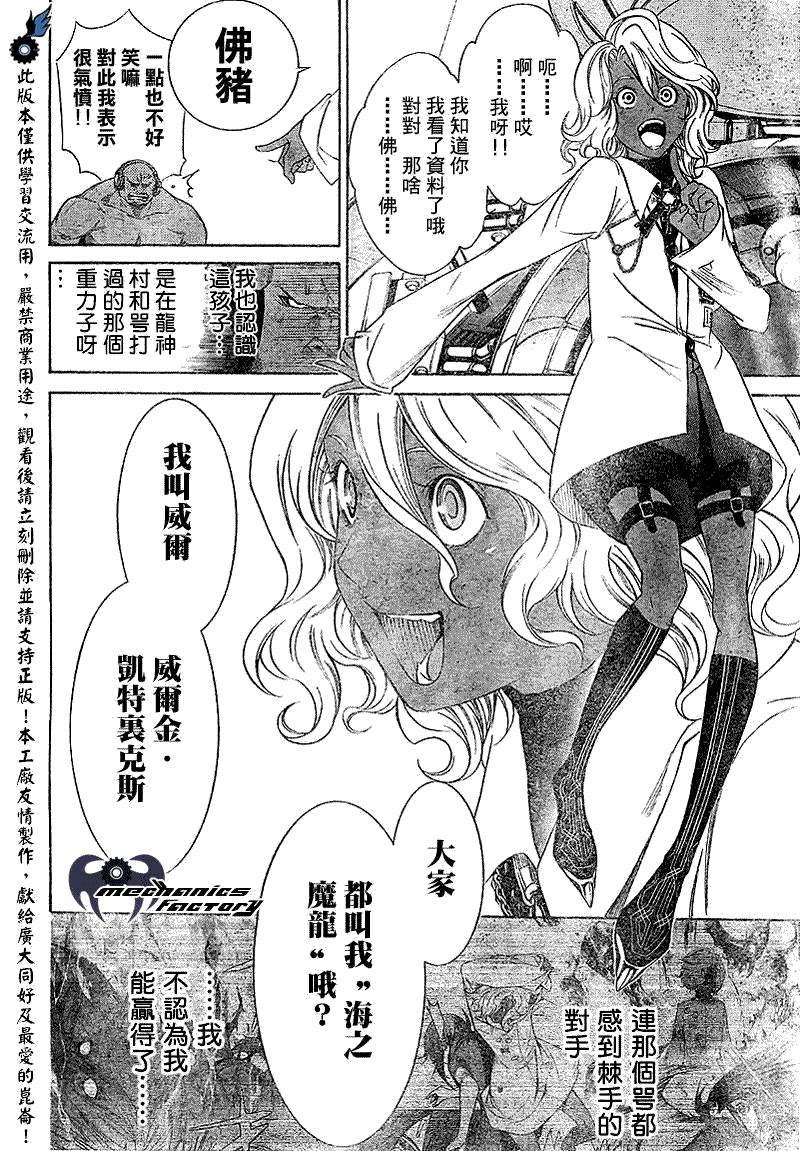 呃……
啊……哎
……我呀!!
我知道你
我看了資料了哦
對對 那啥
……佛……
……佛…
佛豬
一點也不好
笑嘛
對此我表示
很氣憤!!
我也認識
這孩子…
是在龍神
村和咢打
過的那個
重力子呀
…
我叫威爾
威爾金·
凱特裏克斯
大家
都叫我”海之
魔龍“哦?
mechanics
Factory
連那個咢都
感到棘手的
對手
……我
不認為我
能贏得了……
此版本僅供學習交流用,嚴禁商業用途,觀看後請立刻刪除並請支持正版!本工廠友情製作,獻給廣大同好及最愛的崑崙!